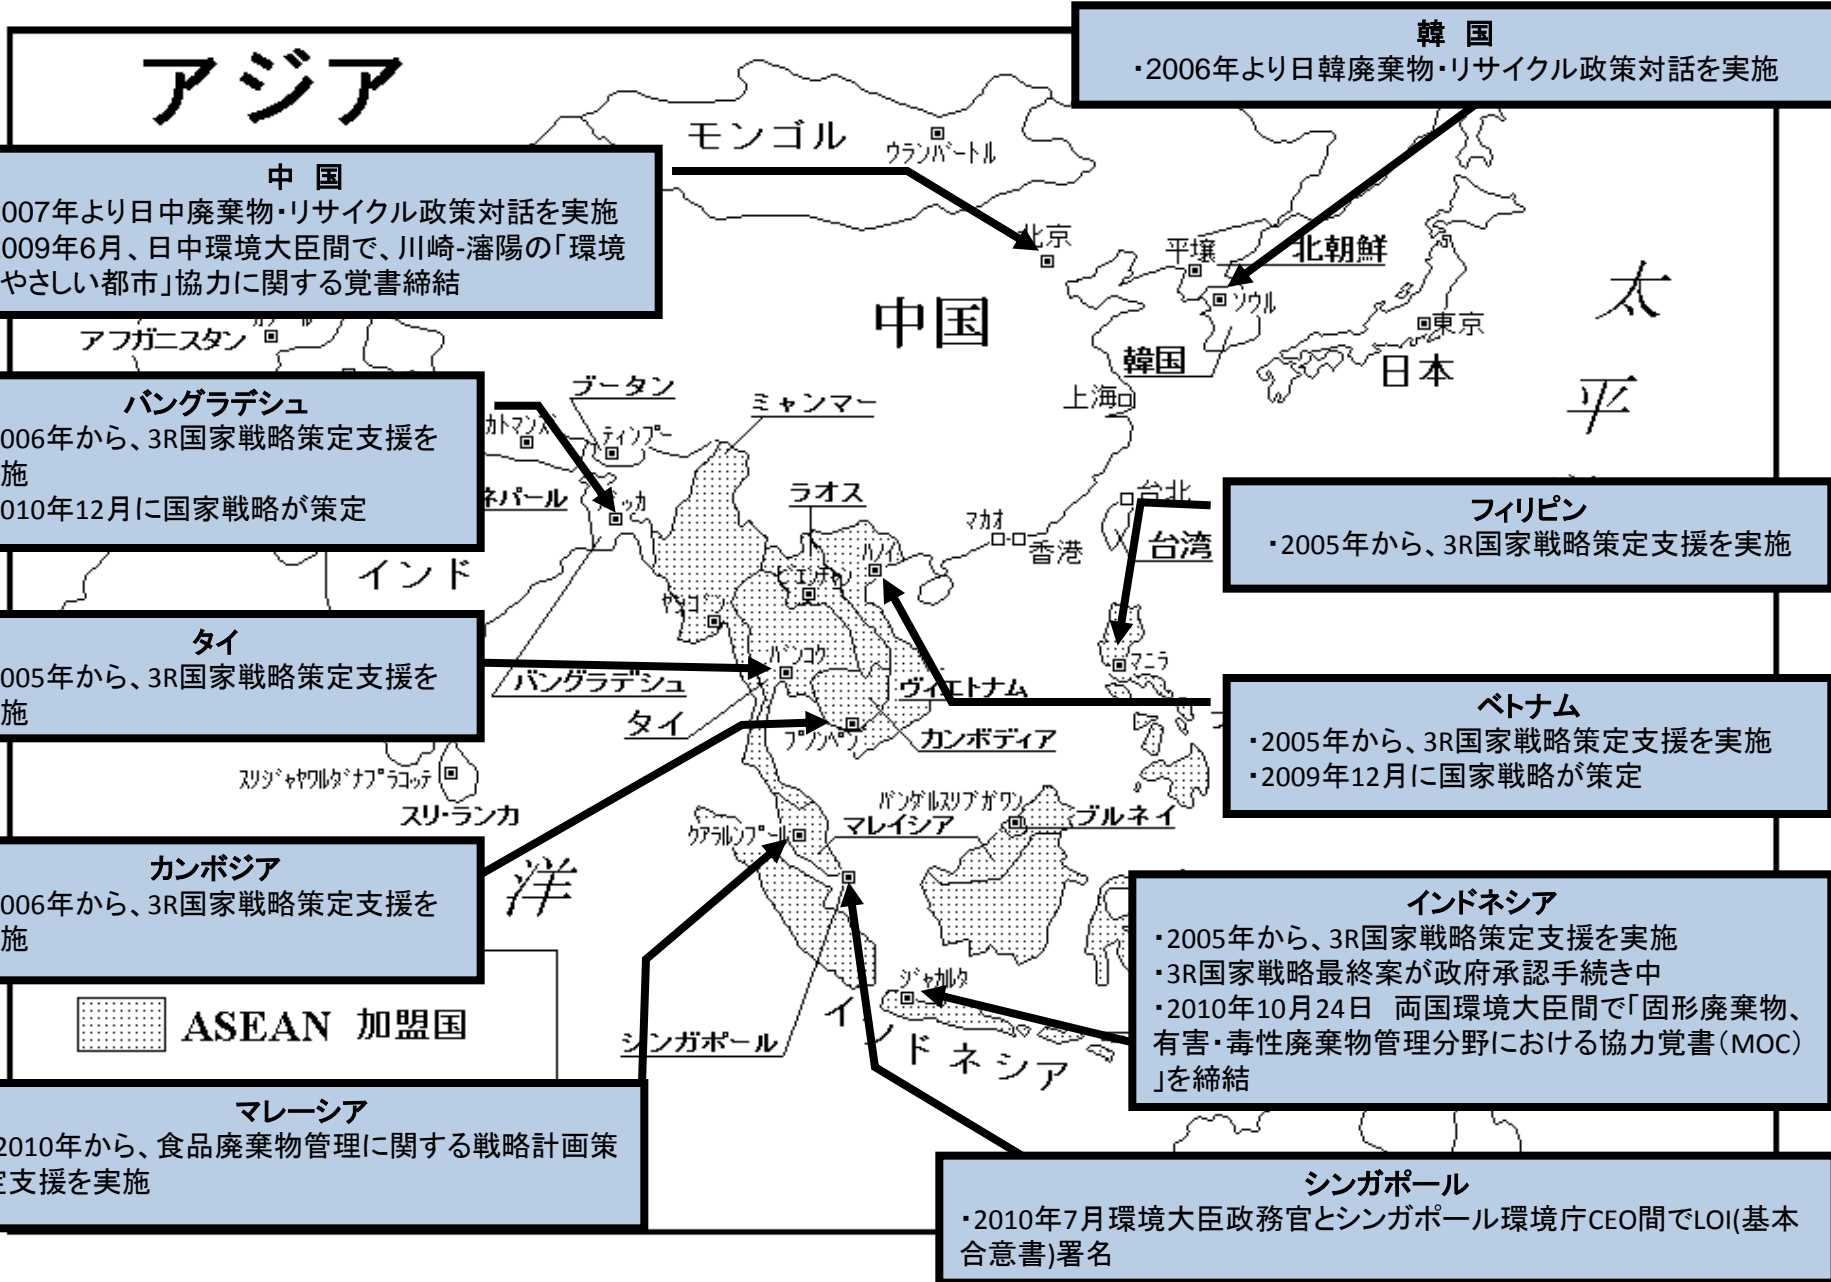 アジア
韓 国
・2006年より日韓廃棄物・リサイクル政策対話を実施
モンゴル
ウランバートル
中 国
007年より日中廃棄物・リサイクル政策対話を実施
009年6月、日中環境大臣間で、川崎-瀋陽の「環境
やさしい都市」協力に関する覚書締結
北京
平壌
北朝鮮
ソウル
韓国
東京
日本
太
平
中国
アフガニスタン
上海
バングラデシュ
006年から、3R国家戦略策定支援を
施
010年12月に国家戦略が策定
ブータン
ミャンマー
カトマンズ
ティンプー
ネパール
ダッカ
ラオス
ハノイ
マカオ
香港
台北
台湾
フィリピン
・2005年から、3R国家戦略策定支援を実施
インド
ビエンチャン
ヤンゴン
タイ
005年から、3R国家戦略策定支援を
施
バンコク
マニラ
バングラデシュ
ヴィエトナム
タイ
プノンペン
カンボディア
ベトナム
・2005年から、3R国家戦略策定支援を実施
・2009年12月に国家戦略が策定
スリジャヤワルダナプラコッテ
スリ・ランカ
バンダルスリブガワン
クアラルンプール
マレイシア
ブルネイ
カンボジア
006年から、3R国家戦略策定支援を
施
洋
インドネシア
・2005年から、3R国家戦略策定支援を実施
・3R国家戦略最終案が政府承認手続き中
・2010年10月24日 両国環境大臣間で「固形廃棄物、
有害・毒性廃棄物管理分野における協力覚書（MOC）
」を締結
ジャカルタ
インドネシア
ASEAN 加盟国
シンガポール
マレーシア
2010年から、食品廃棄物管理に関する戦略計画策
定支援を実施
シンガポール
・2010年7月環境大臣政務官とシンガポール環境庁CEO間でLOI(基本
合意書)署名